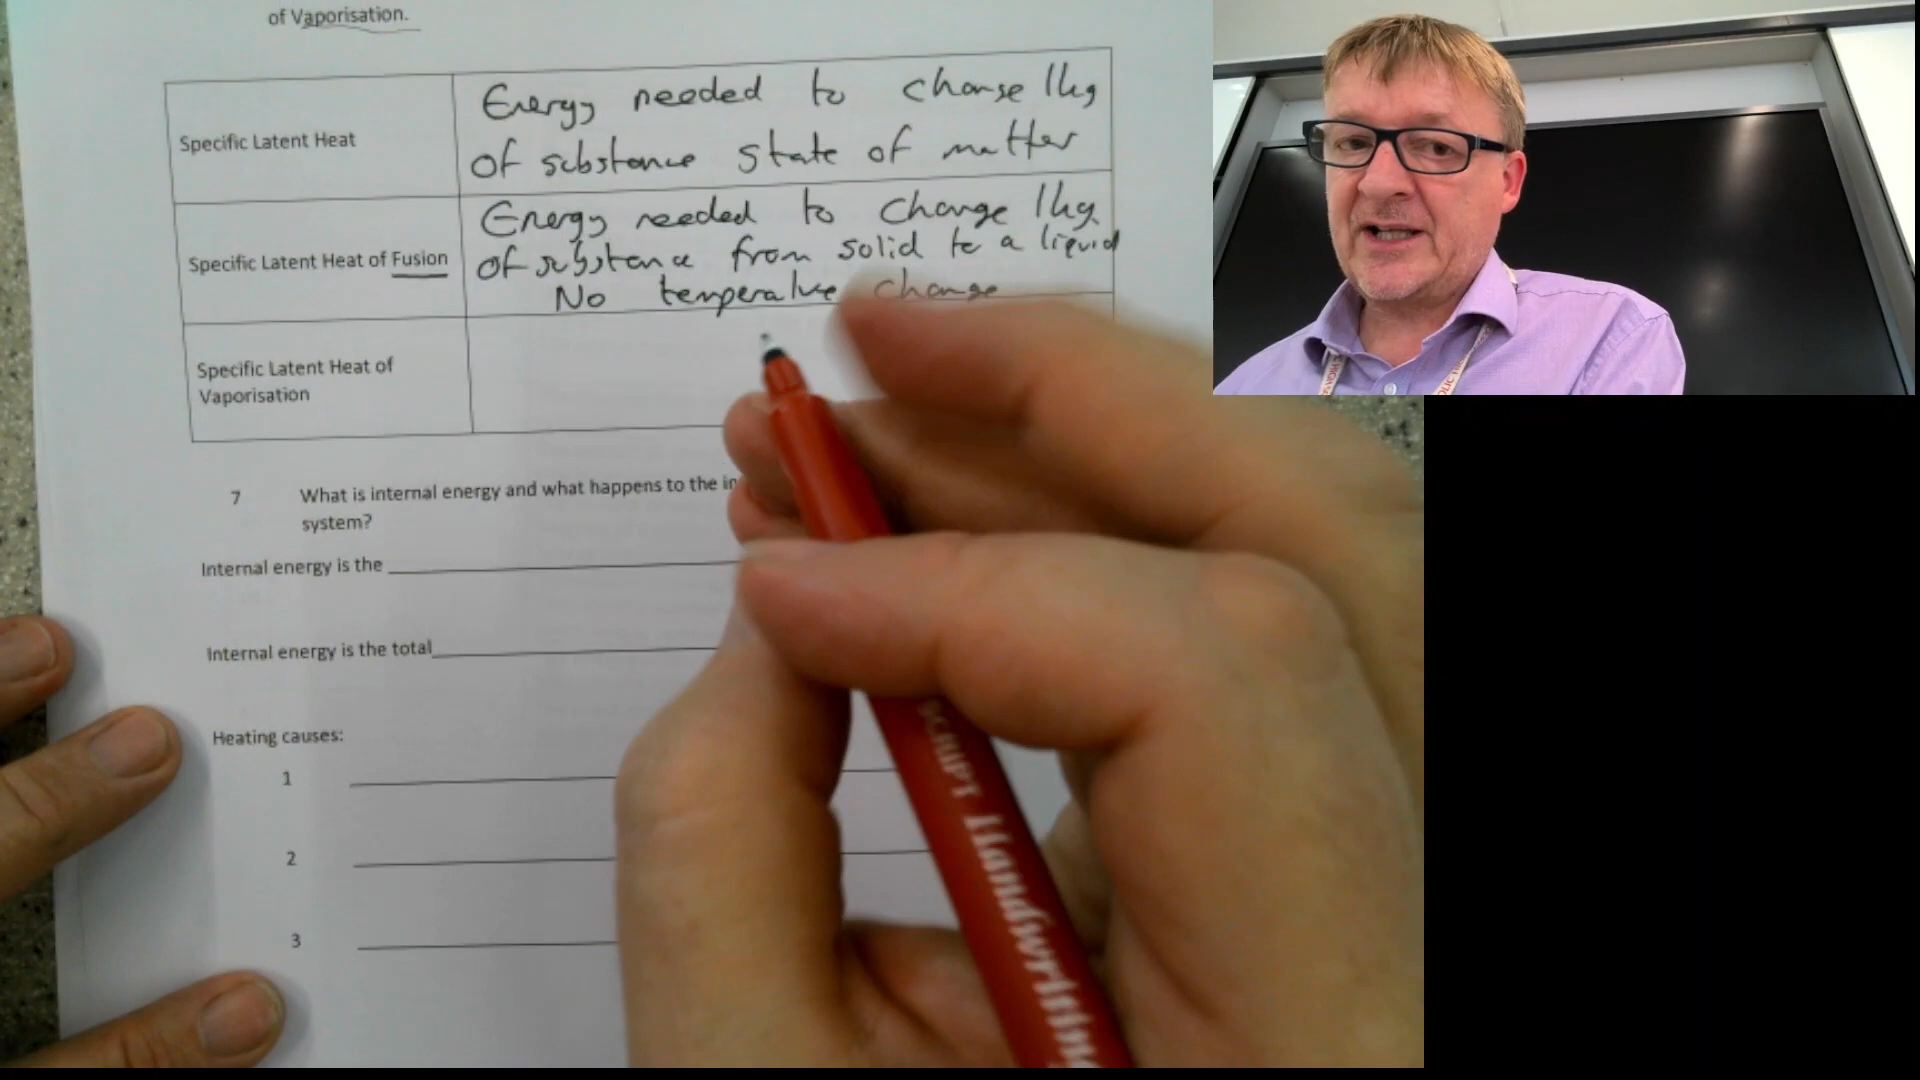 of Vaporisation.
Specific Latent Heat
Energy needed to change 1kg
of substance state of matter
Specific Latent Heat of Fusion
Energy needed to change 1kg
of substance from solid to a liquid
No temperature change
Specific Latent Heat of
Vaporisation
7 What is internal energy and what happens to the in
system?
Internal energy is the
Internal energy is the total
Heating causes:
1
2
3
SCRIPT Handwriting